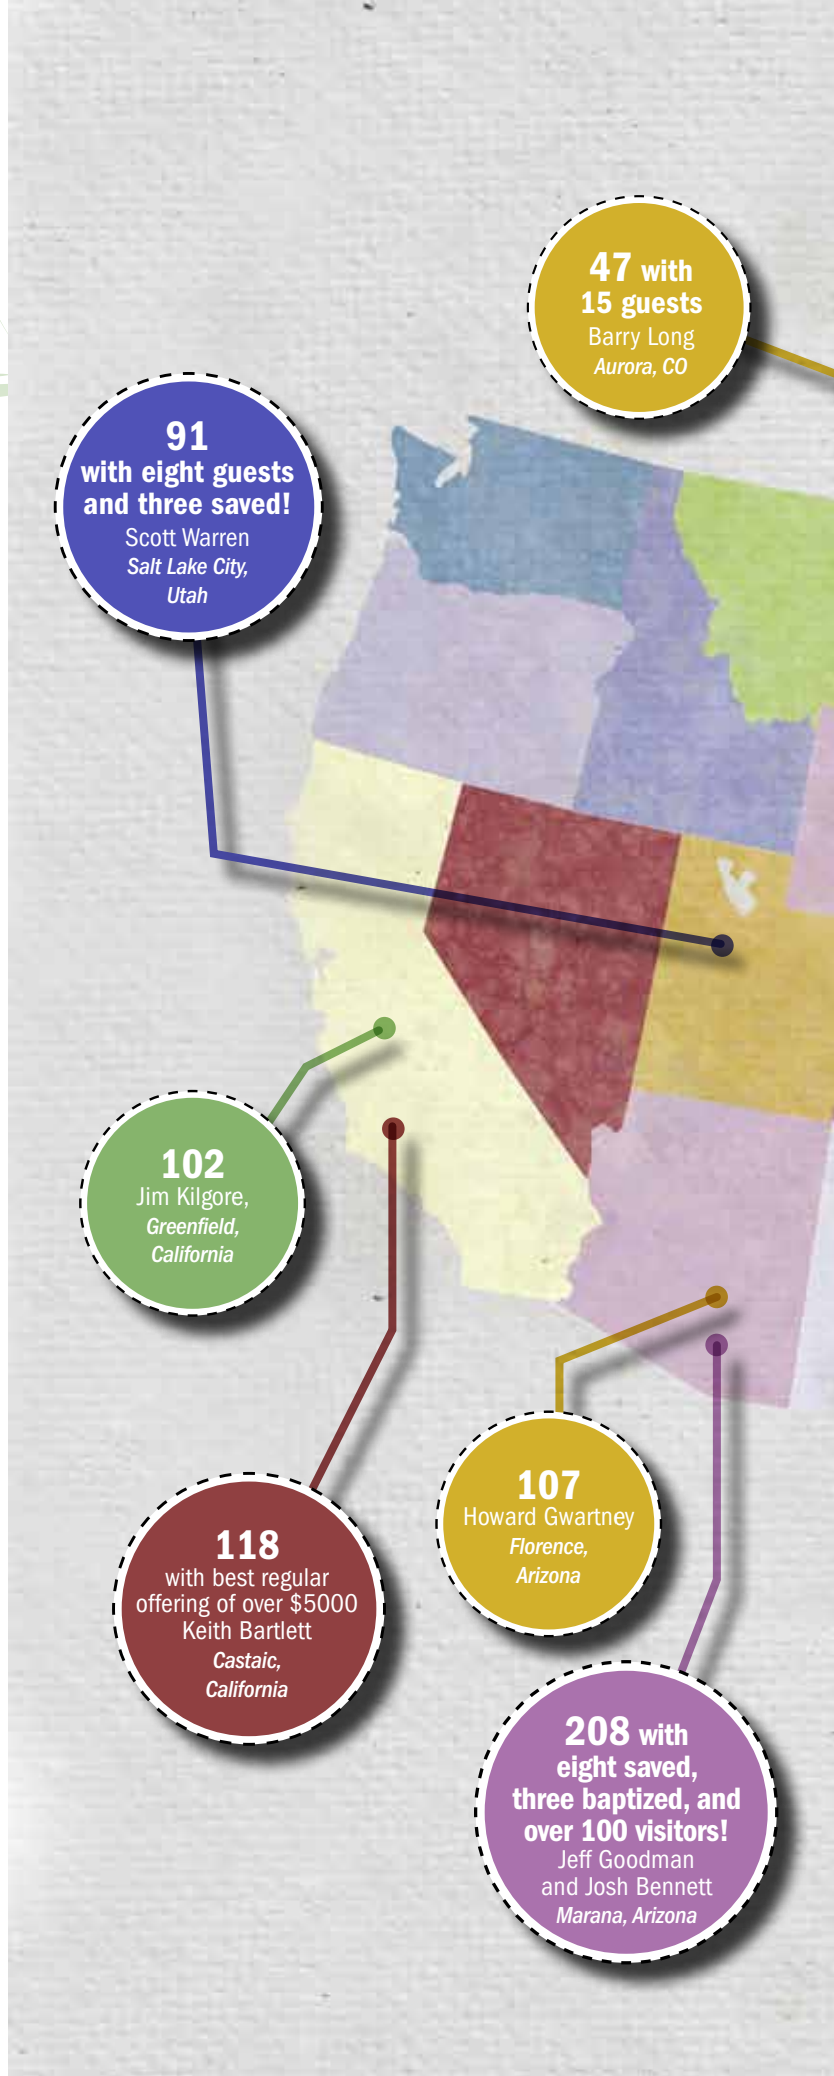 47 with
15 guests
Barry Long
Aurora, CO
91
with eight guests
and three saved!
Scott Warren
Salt Lake City,
Utah
102
Jim Kilgore,
Greenfield,
California
107
Howard Gwartney
Florence,
Arizona
118
with best regular
offering of over $5000
Keith Bartlett
Castaic,
California
208 with
eight saved,
three baptized, and
over 100 visitors!
Jeff Goodman
and Josh Bennett
Marana, Arizona